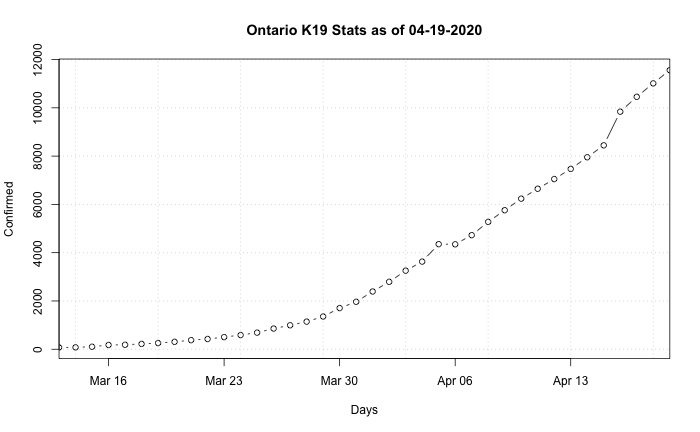 Ontario K19 Stats as of 04-19-2020
12000
10000
8000
6000
4000
2000
0
Confirmed
Mar 16 Mar 23 Mar 30 Apr 06 Apr 13
Days